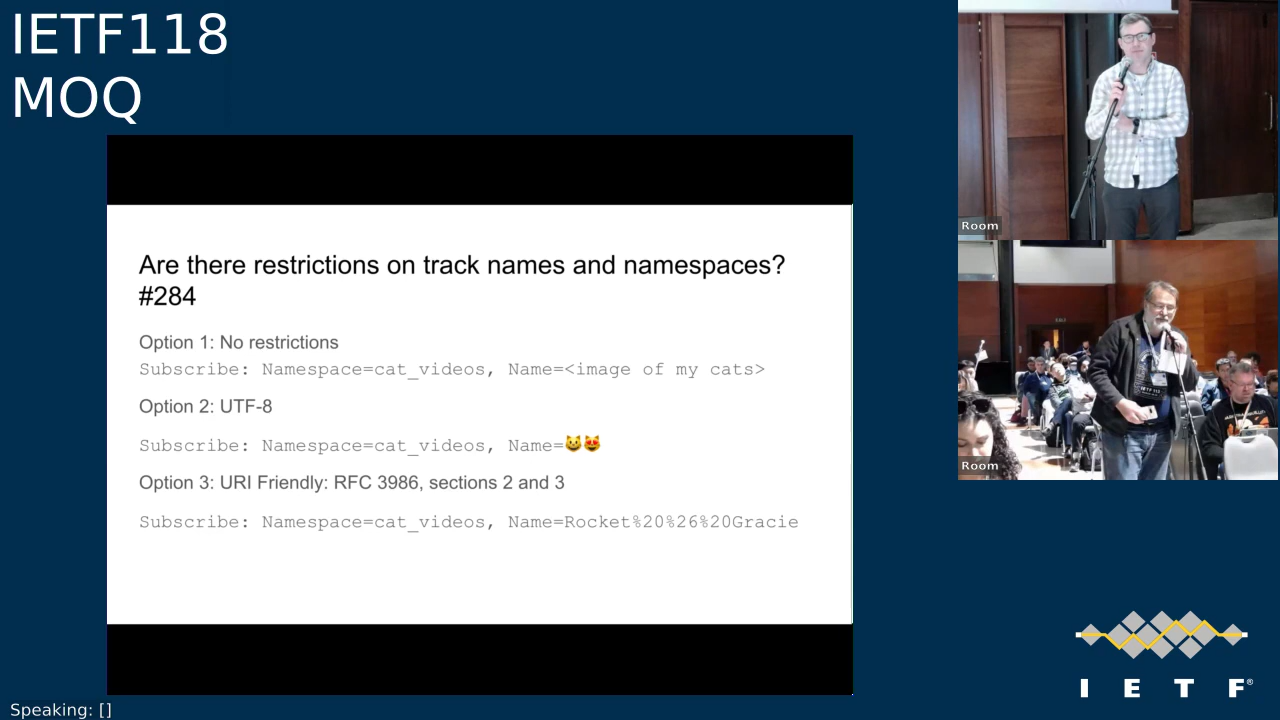 IETF118
MOQ
Are there restrictions on track names and namespaces?
#284
Option 1: No restrictions
Subscribe: Namespace=cat_videos, Name=<image of my cats>
Option 2: UTF-8
Subscribe: Namespace=cat_videos, Name=😺😻
Option 3: URI Friendly: RFC 3986, sections 2 and 3
Subscribe: Namespace=cat_videos, Name=Rocket%20%26%20Gracie
Room
IETF 118
Room
I E T F®
Speaking: []